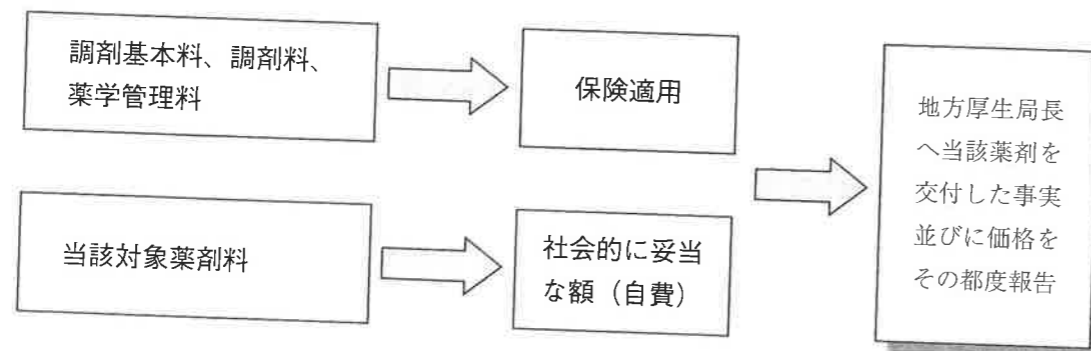 調剤基本料、調剤料、
薬学管理料
保険適用
当該対象薬剤料
社会的に妥当
な額（自費）
地方厚生局長
へ当該薬剤を
交付した事実
並びに価格を
その都度報告